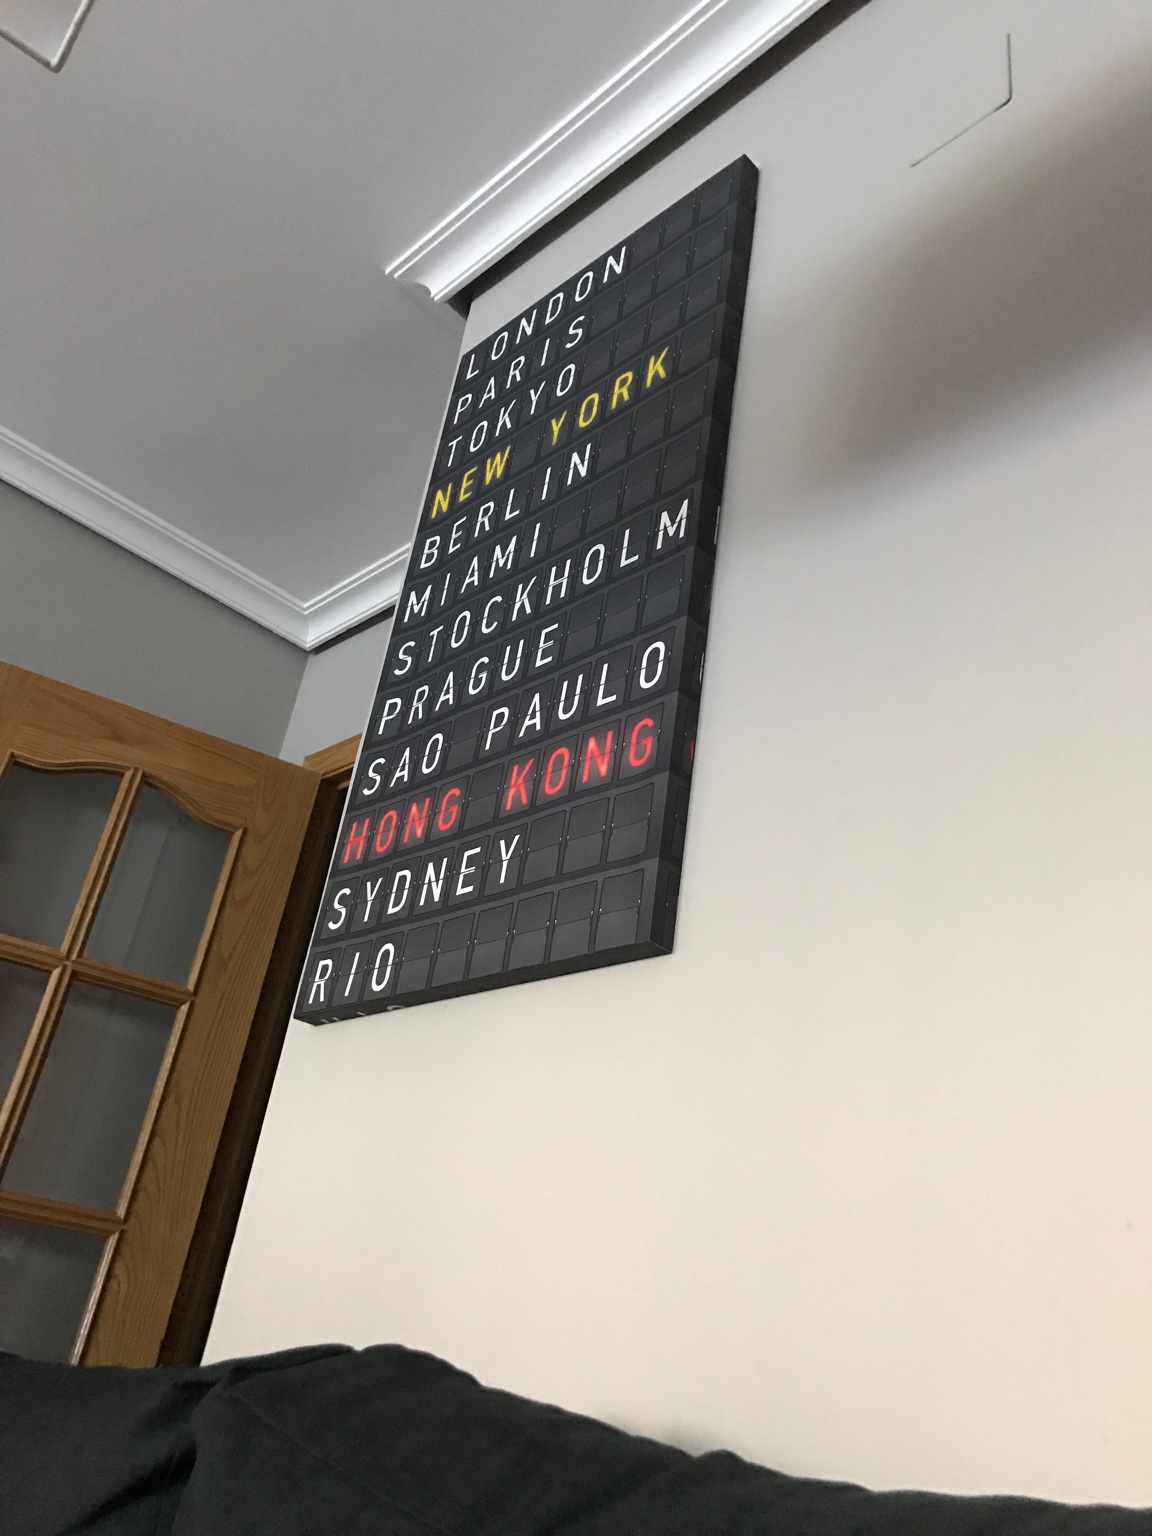 LONDON
PARIS
TOKYO
NEW YORK
BERLIN
MIAMI
STOCKHOLM
PRAGUE
SAO PAULO
HONG KONG
SYDNEY
RIO